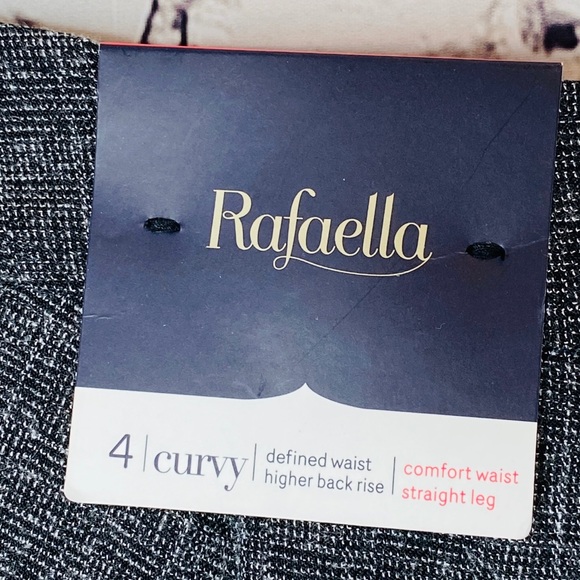 Rafaella
4 | curvy | defined waist
higher back rise | comfort waist
straight leg